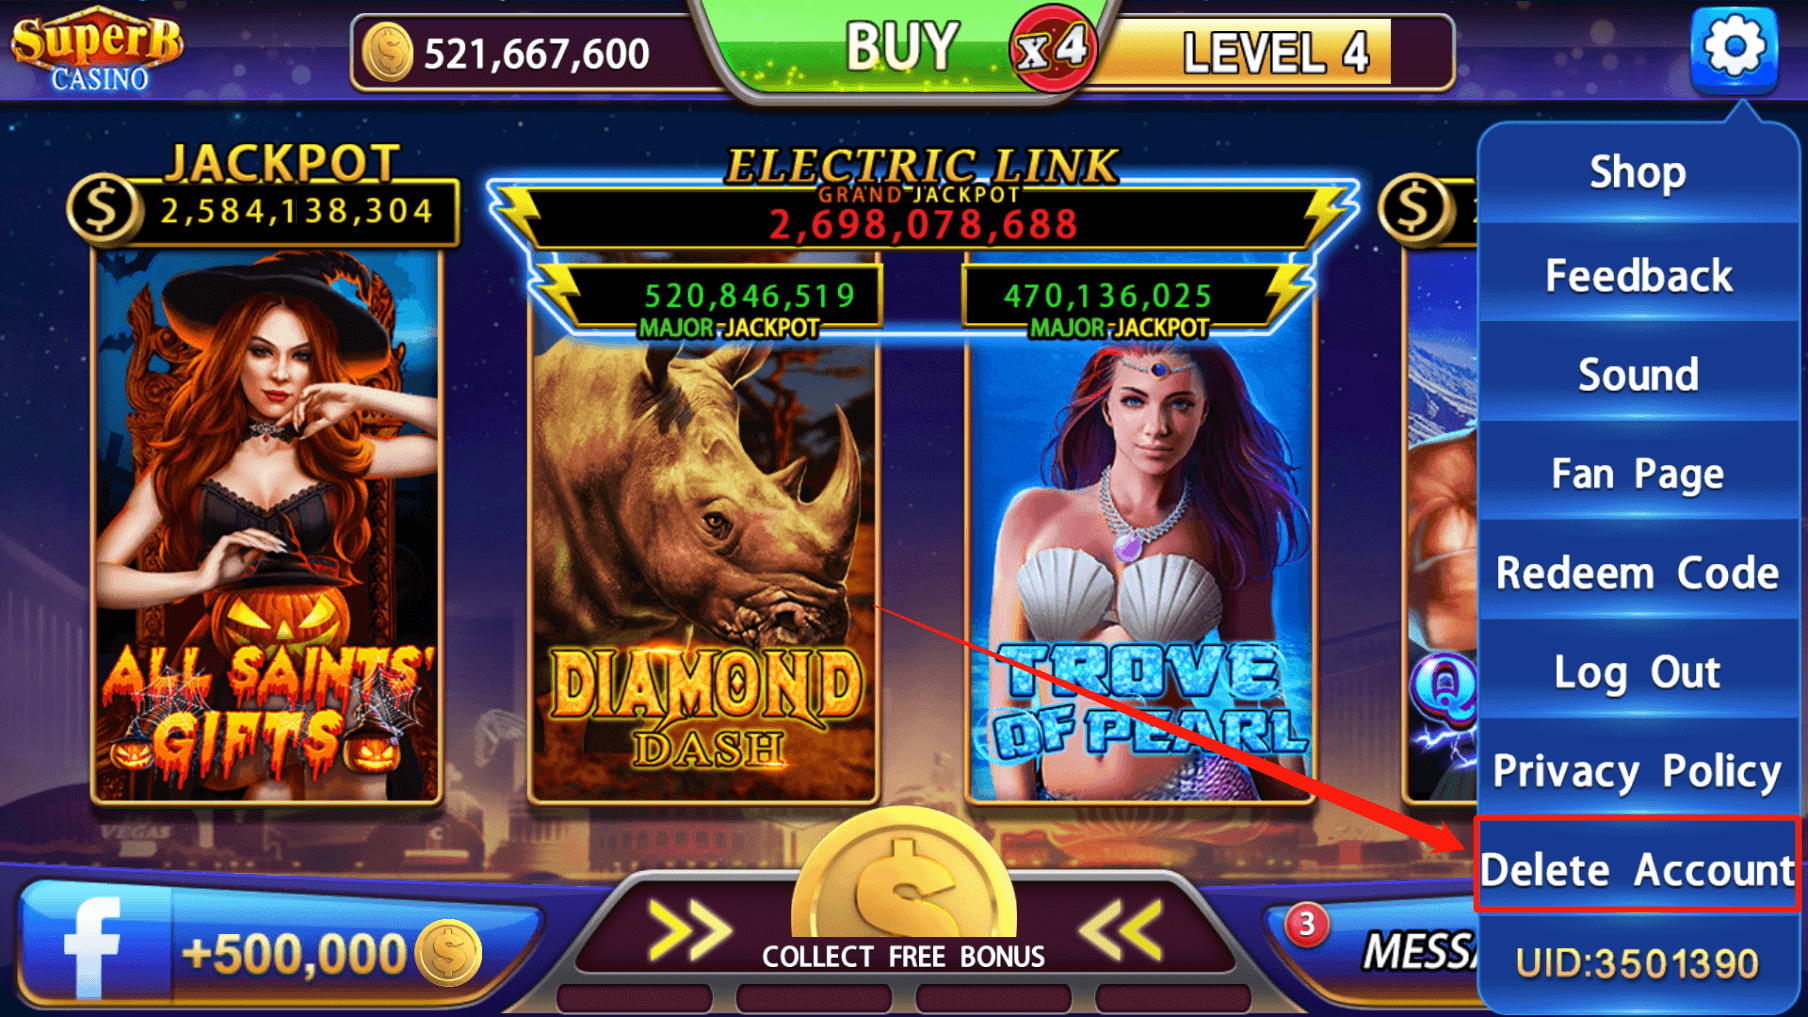 SuperB
CASINO
521,667,600
BUY
x4
LEVEL 4
JACKPOT
2,584,138,304
ELECTRIC LINK
GRAND JACKPOT
2,698,078,688
520,846,519
MAJOR JACKPOT
470,136,025
MAJOR JACKPOT
ALL SAINTS'
GIFTS
DIAMOND
DASH
TROVE
OF PEARL
Q
VEGAS
+500,000
COLLECT FREE BONUS
3
Shop
Feedback
Sound
Fan Page
Redeem Code
Log Out
Privacy Policy
Delete Account
UID:3501390